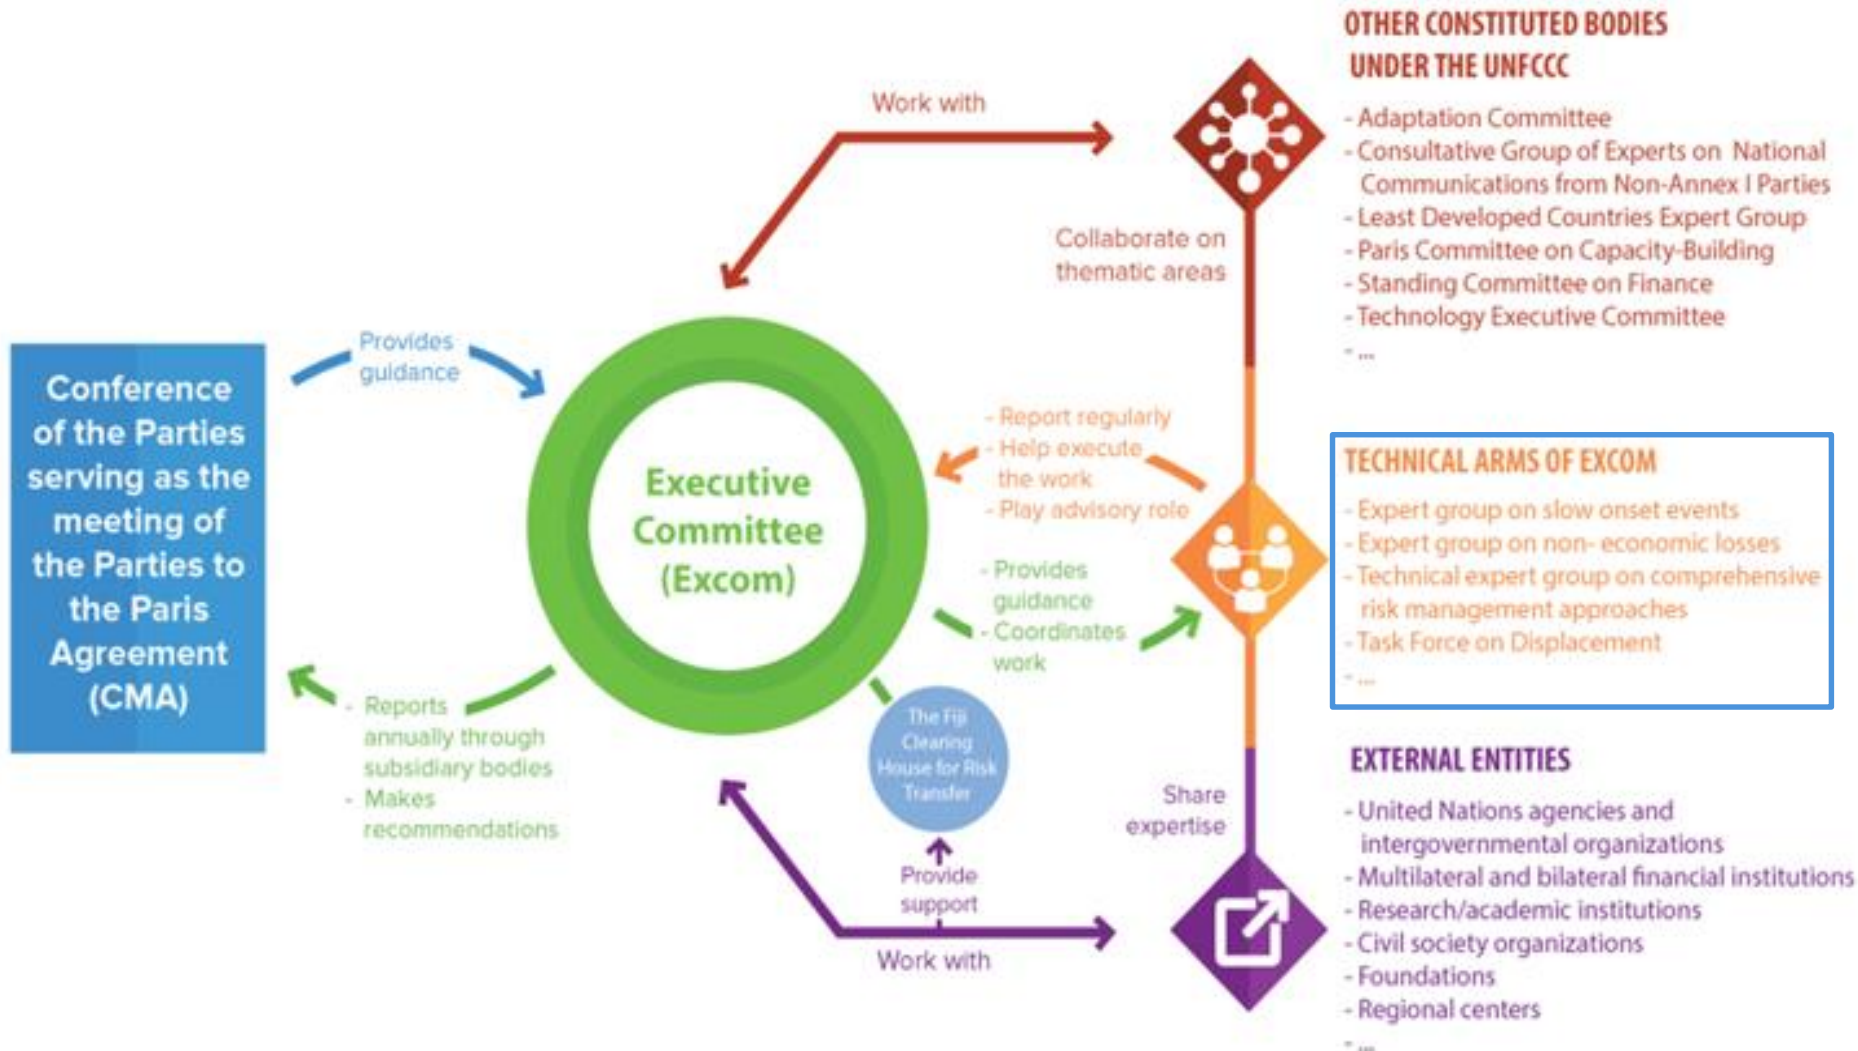 Conference
of the Parties
serving as the
meeting of
the Parties to
the Paris
Agreement
(CMA)
Provides
guidance
- Reports
annually through
subsidiary bodies
- Makes
recommendations
Executive
Committee
(Excom)
Work with
Collaborate on
thematic areas
- Report regularly
- Help execute
the work
- Play advisory role
- Provides
guidance
- Coordinates
work
The Fiji
Clearing
House for Risk
Transfer
Provide
support
Work with
Share
expertise
OTHER CONSTITUTED BODIES
UNDER THE UNFCCC
- Adaptation Committee
- Consultative Group of Experts on National
Communications from Non-Annex I Parties
- Least Developed Countries Expert Group
- Paris Committee on Capacity-Building
- Standing Committee on Finance
- Technology Executive Committee
- ...
TECHNICAL ARMS OF EXCOM
- Expert group on slow onset events
- Expert group on non- economic losses
- Technical expert group on comprehensive
risk management approaches
- Task Force on Displacement
- ...
EXTERNAL ENTITIES
- United Nations agencies and
intergovernmental organizations
- Multilateral and bilateral financial institutions
- Research/academic institutions
- Civil society organizations
- Foundations
- Regional centers
- ...